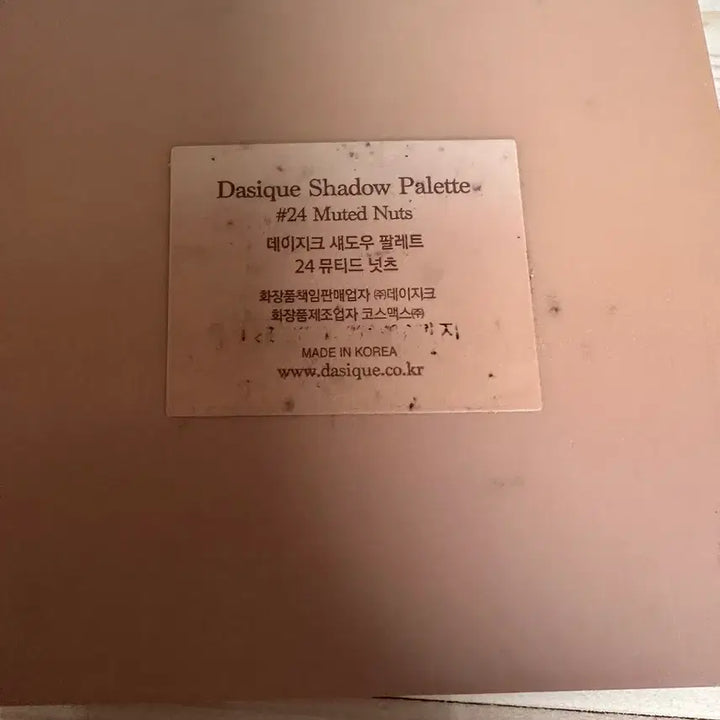 Dasique Shadow Palette
#24 Muted Nuts
데이지크 섀도우 팔레트
24 뮤티드 넛츠
화장품책임판매업자 ㈜데이지크
화장품제조업자 코스맥스㈜
MADE IN KOREA
www.dasique.co.kr